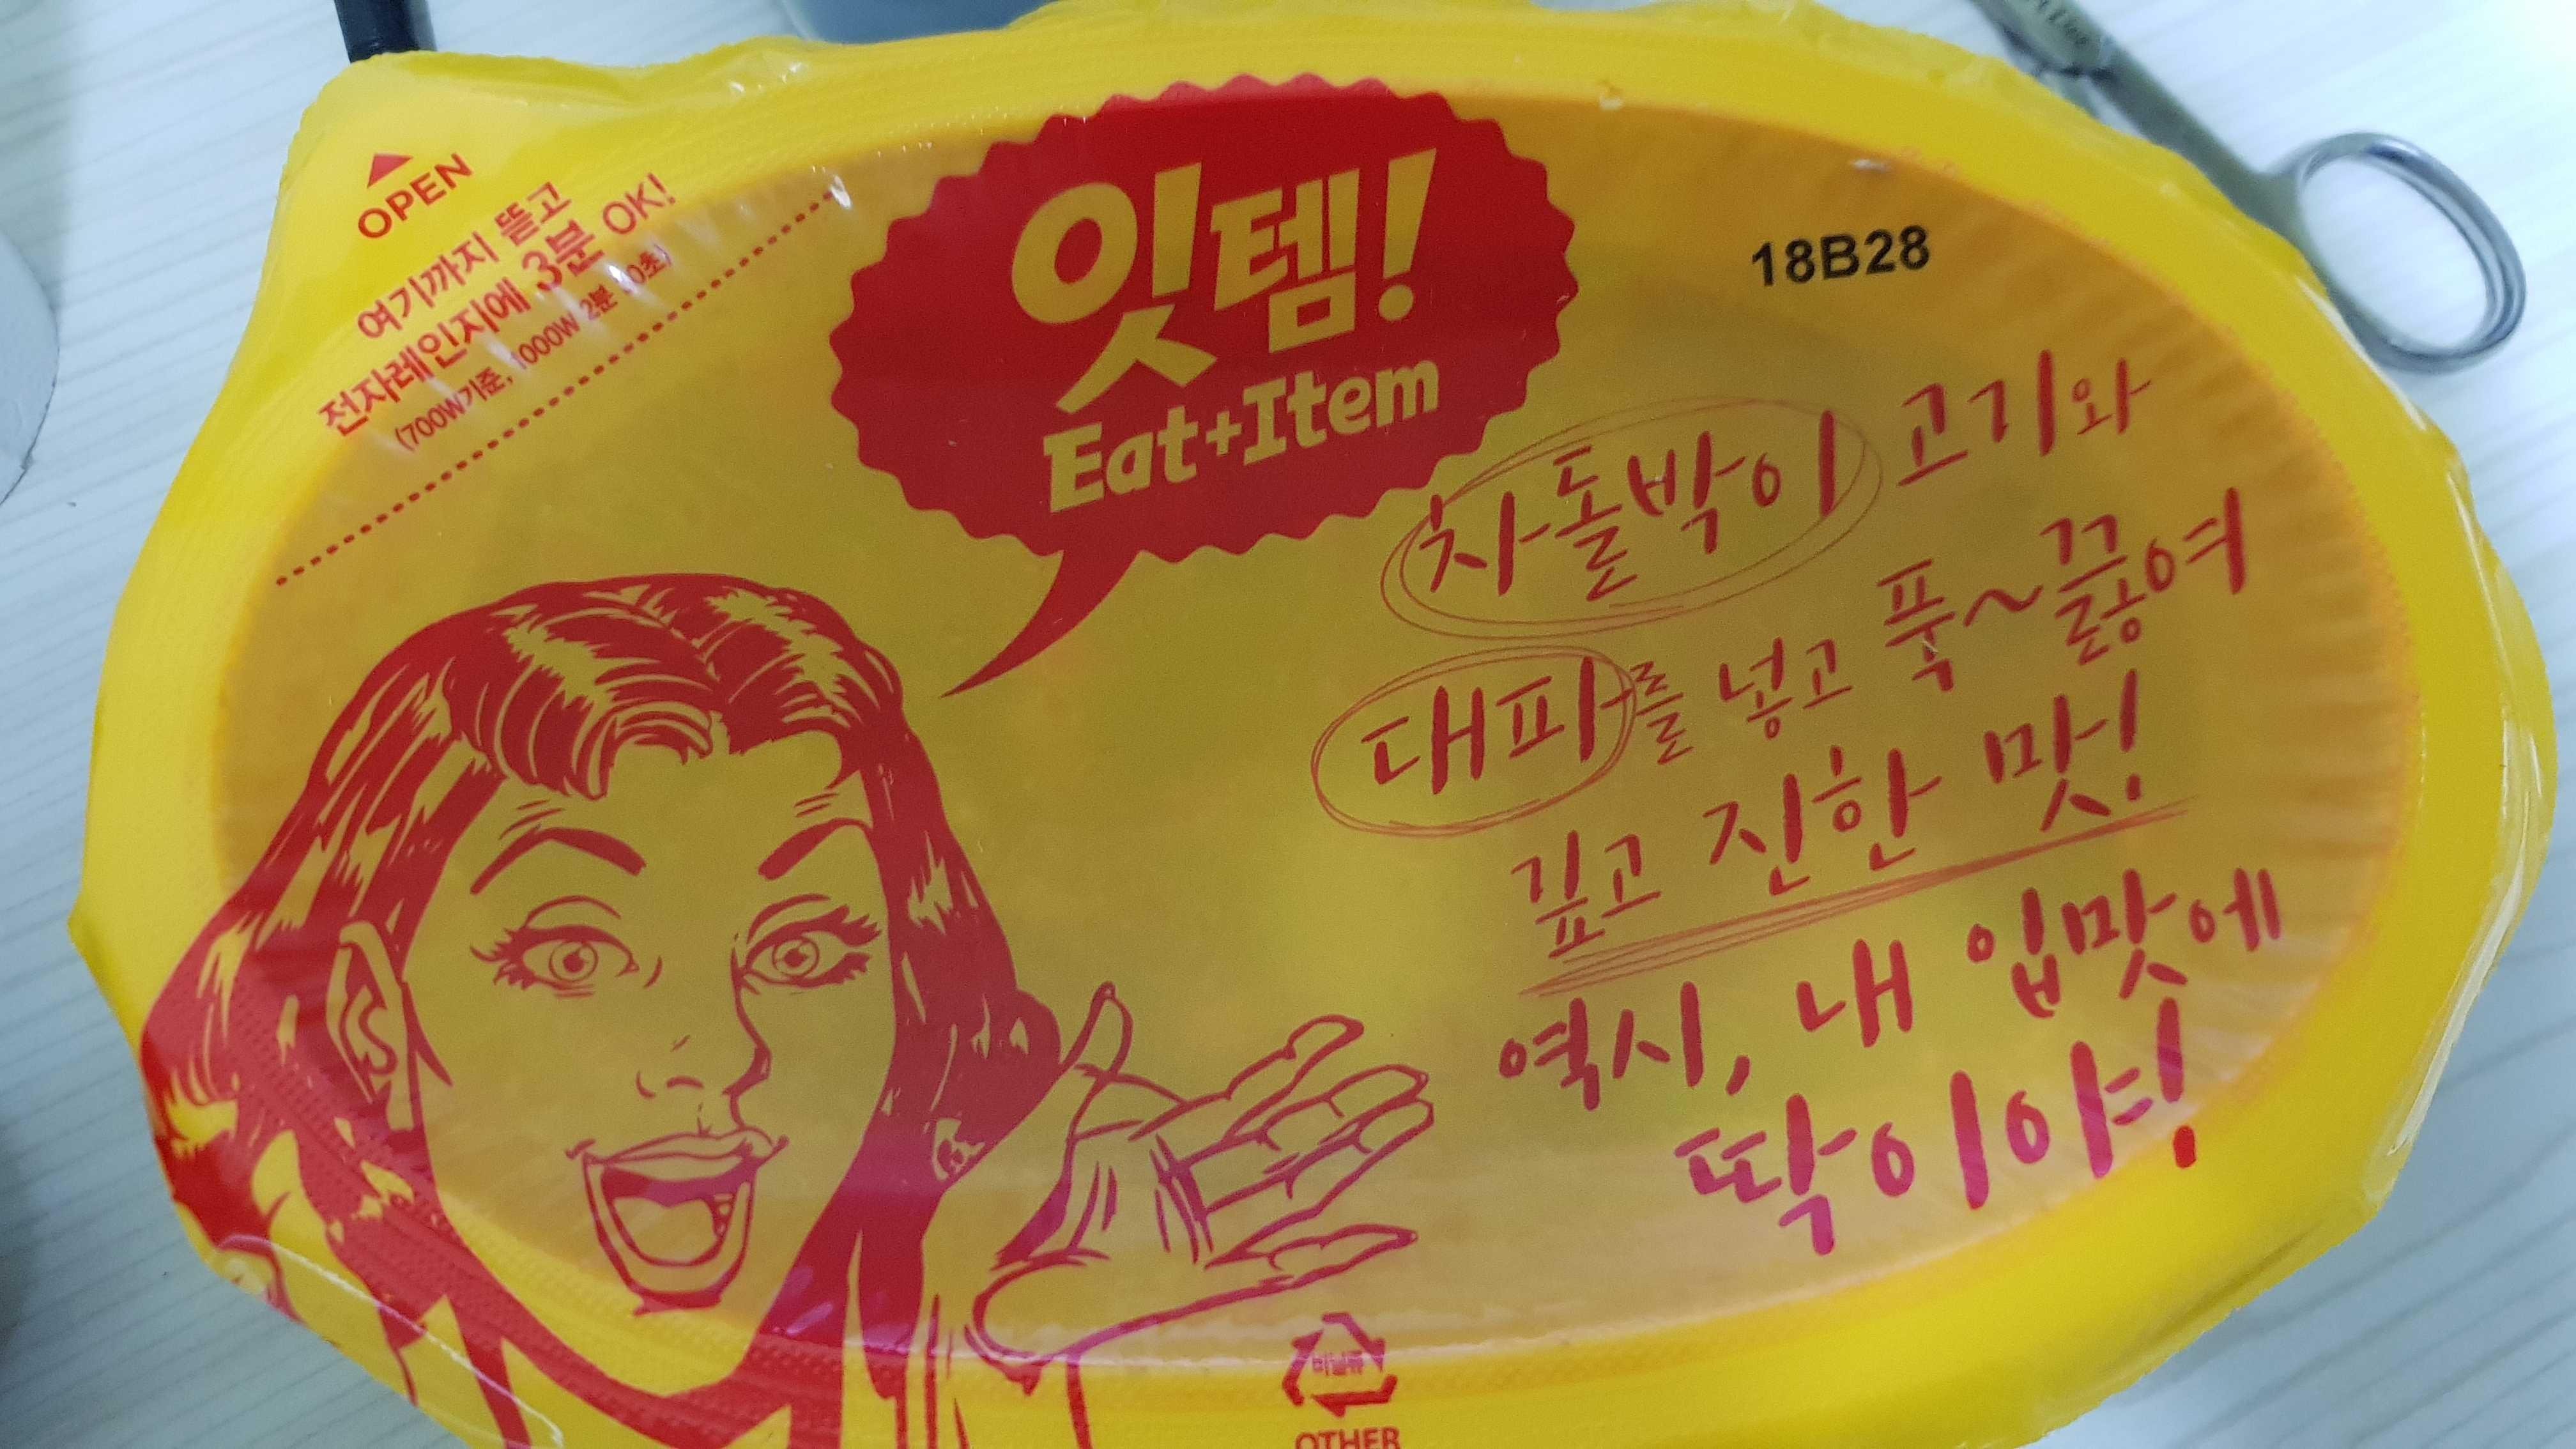 OPEN
여기까지 뜯고
전자레인지에 3분 OK!
(700W기준, 1000W 2분 10초)
잇템!
Eat+Item
18B28
차돌박이 고기와
대파를 넣고 푹~끓여
깊고 진한 맛!
역시, 내 입맛에
딱이야!
비닐류
OTHER